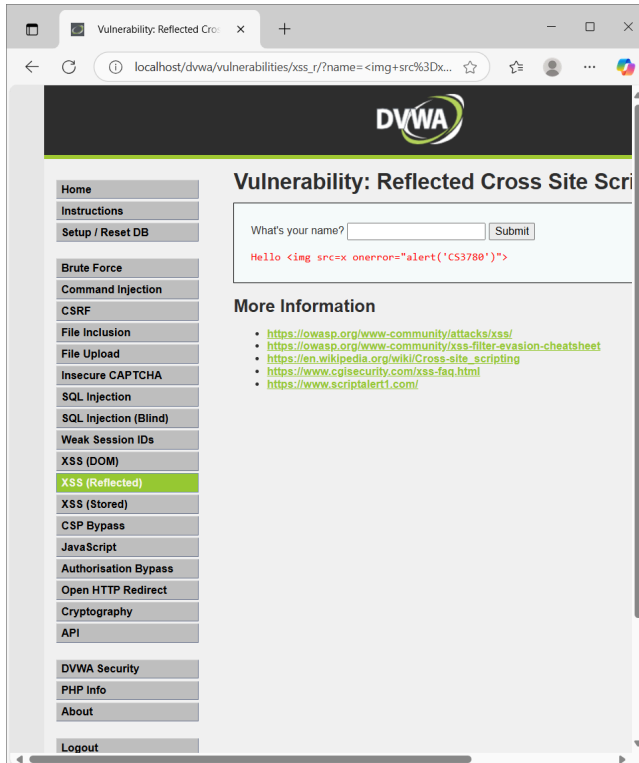 Vulnerability: Reflected Cros
localhost/dvwa/vulnerabilities/xss_r/?name=<img+src%3Dx...
DVWA
Home
Instructions
Setup / Reset DB
Brute Force
Command Injection
CSRF
File Inclusion
File Upload
Insecure CAPTCHA
SQL Injection
SQL Injection (Blind)
Weak Session IDs
XSS (DOM)
XSS (Reflected)
XSS (Stored)
CSP Bypass
JavaScript
Authorisation Bypass
Open HTTP Redirect
Cryptography
API
DVWA Security
PHP Info
About
Logout
Vulnerability: Reflected Cross Site Scri
What's your name? Submit
Hello <img src=x onerror="alert('CS3780')">
More Information
https://owasp.org/www-community/attacks/xss/
https://owasp.org/www-community/xss-filter-evasion-cheatsheet
https://en.wikipedia.org/wiki/Cross-site_scripting
https://www.cgisecurity.com/xss-faq.html
https://www.scriptalert1.com/